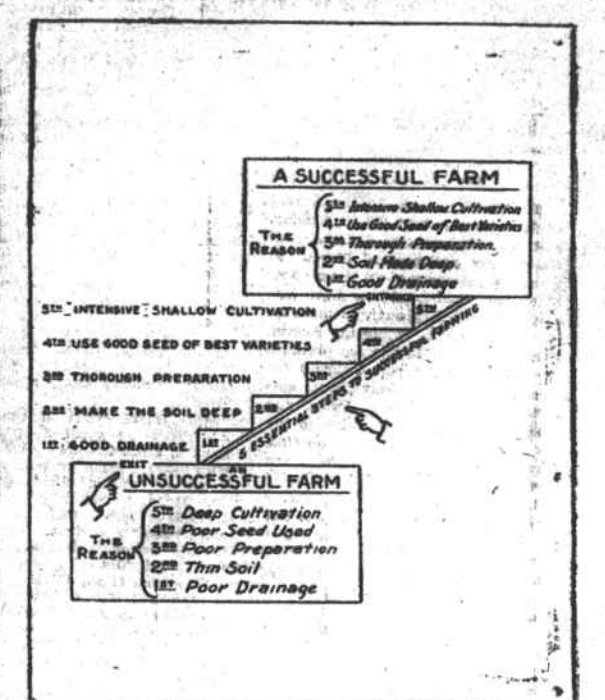 A SUCCESSFUL FARM
THE REASON
5TH Intensive Shallow Cultivation
4TH Use Good Seed of Best Varieties
3RD Thorough Preparation
2ND Soil Made Deep.
1ST Good Drainage
ENTRANCE
5TH "INTENSIVE" SHALLOW CULTIVATION
5TH
4TH USE GOOD SEED OF BEST VARIETIES
4TH
3RD THOROUGH PREPARATION
3RD
2ND MAKE THE SOIL DEEP
2ND
1ST GOOD DRAINAGE
1ST
5 ESSENTIAL STEPS TO SUCCESSFUL FARMING
EXIT
AN
UNSUCCESSFUL FARM
THE REASON
5TH Deep Cultivation
4TH Poor Seed Used
3RD Poor Preparation
2ND Thin Soil
1ST Poor Drainage